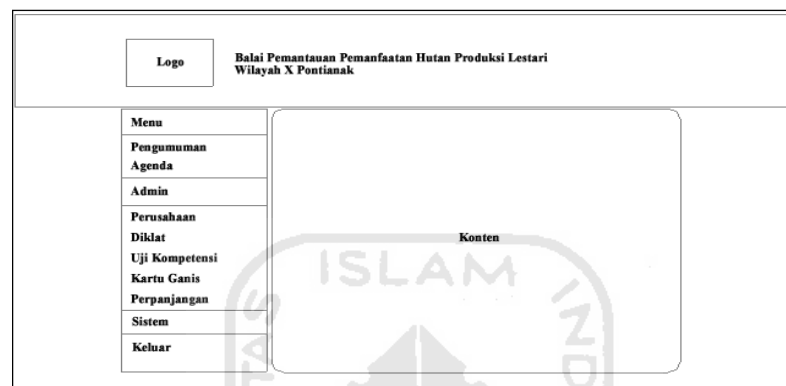 Logo
Balai Pemantauan Pemanfaatan Hutan Produksi Lestari
Wilayah X Pontianak
Menu
Pengumuman
Agenda
Admin
Perusahaan
Diklat
Uji Kompetensi
Kartu Ganis
Perpanjangan
Sistem
Keluar
Konten
ISLAM